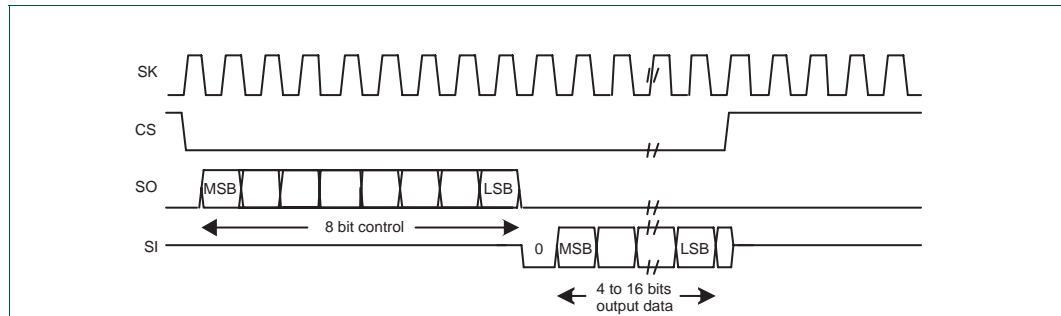 SK
CS
SO
MSB
LSB
8 bit control
SI
0
MSB
LSB
4 to 16 bits
output data